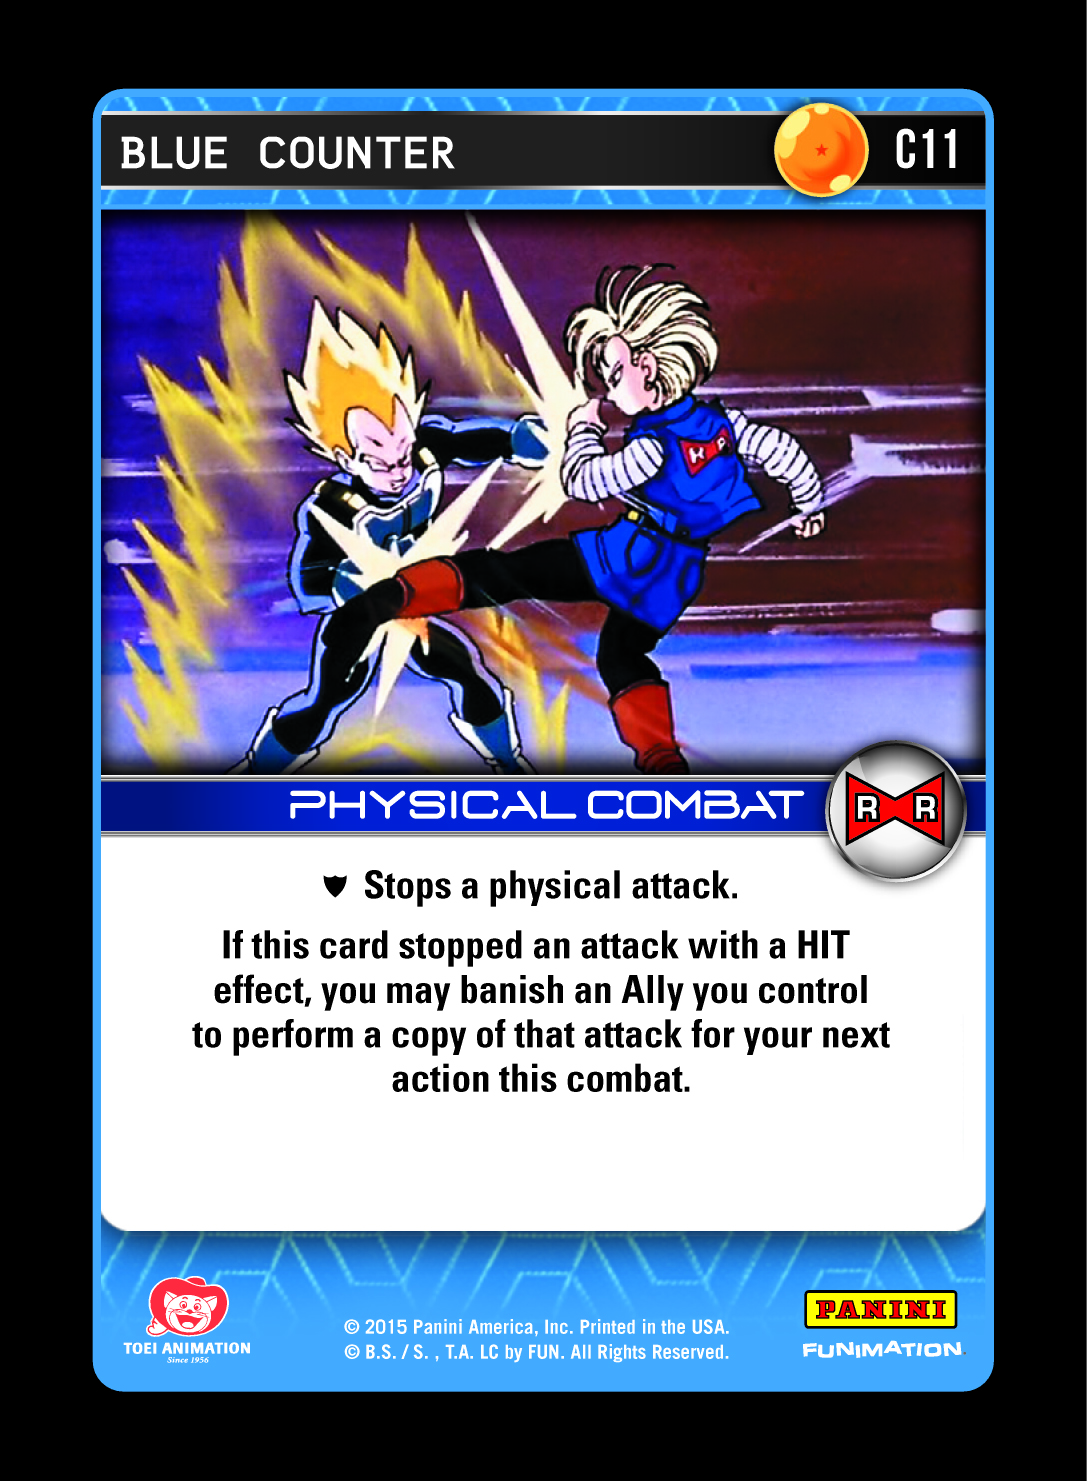 BLUE COUNTER
C11
PHYSICAL COMBAT
R R
Stops a physical attack.
If this card stopped an attack with a HIT
effect, you may banish an Ally you control
to perform a copy of that attack for your next
action this combat.
TOEI ANIMATION
Since 1956
© 2015 Panini America, Inc. Printed in the USA.
© B.S. / S. , T.A. LC by FUN. All Rights Reserved.
PANINI
FUNIMATION